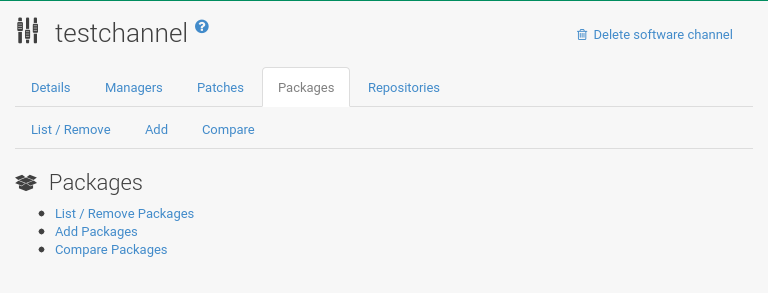 testchannel ?
Delete software channel
Details Managers Patches Packages Repositories
List / Remove Add Compare
Packages
List / Remove Packages
Add Packages
Compare Packages